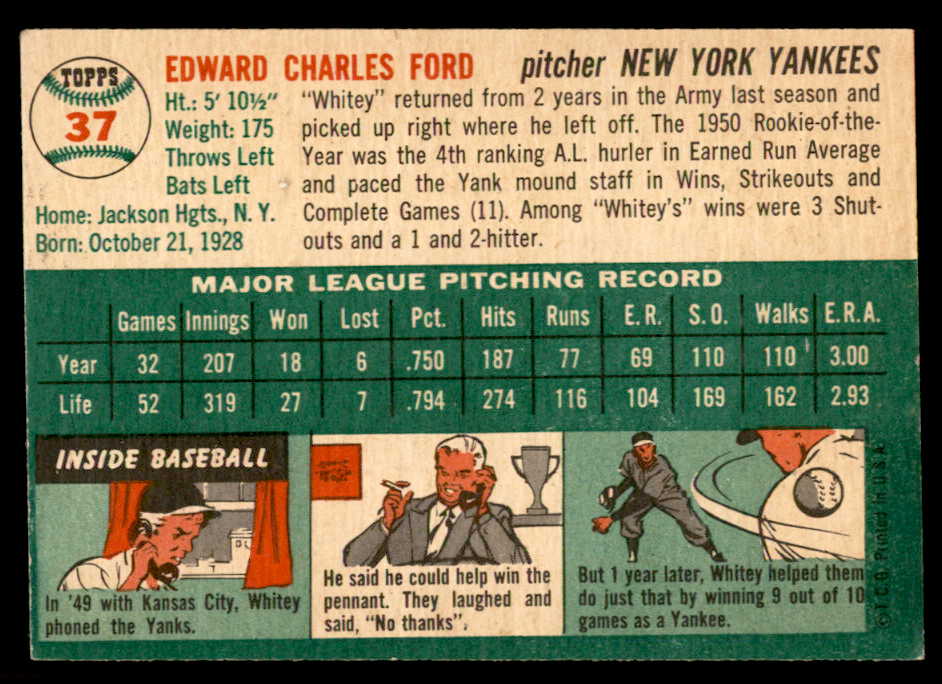 TOPPS
37
EDWARD CHARLES FORD pitcher NEW YORK YANKEES
Ht.: 5' 10½"
Weight: 175
Throws Left
Bats Left
Home: Jackson Hgts., N. Y.
Born: October 21, 1928
"Whitey" returned from 2 years in the Army last season and
picked up right where he left off. The 1950 Rookie-of-the-
Year was the 4th ranking A.L. hurler in Earned Run Average
and paced the Yank mound staff in Wins, Strikeouts and
Complete Games (11). Among "Whitey's" wins were 3 Shut-
outs and a 1 and 2-hitter.
MAJOR LEAGUE PITCHING RECORD
Games Innings Won Lost Pct. Hits Runs E. R. S. O. Walks E.R.A.
Year 32 207 18 6 .750 187 77 69 110 110 3.00
Life 52 319 27 7 .794 274 116 104 169 162 2.93
INSIDE BASEBALL
In '49 with Kansas City, Whitey
phoned the Yanks.
He said he could help win the
pennant. They laughed and
said, "No thanks".
But 1 year later, Whitey helped them
do just that by winning 9 out of 10
games as a Yankee.
© T.C.G. Printed in U.S.A.